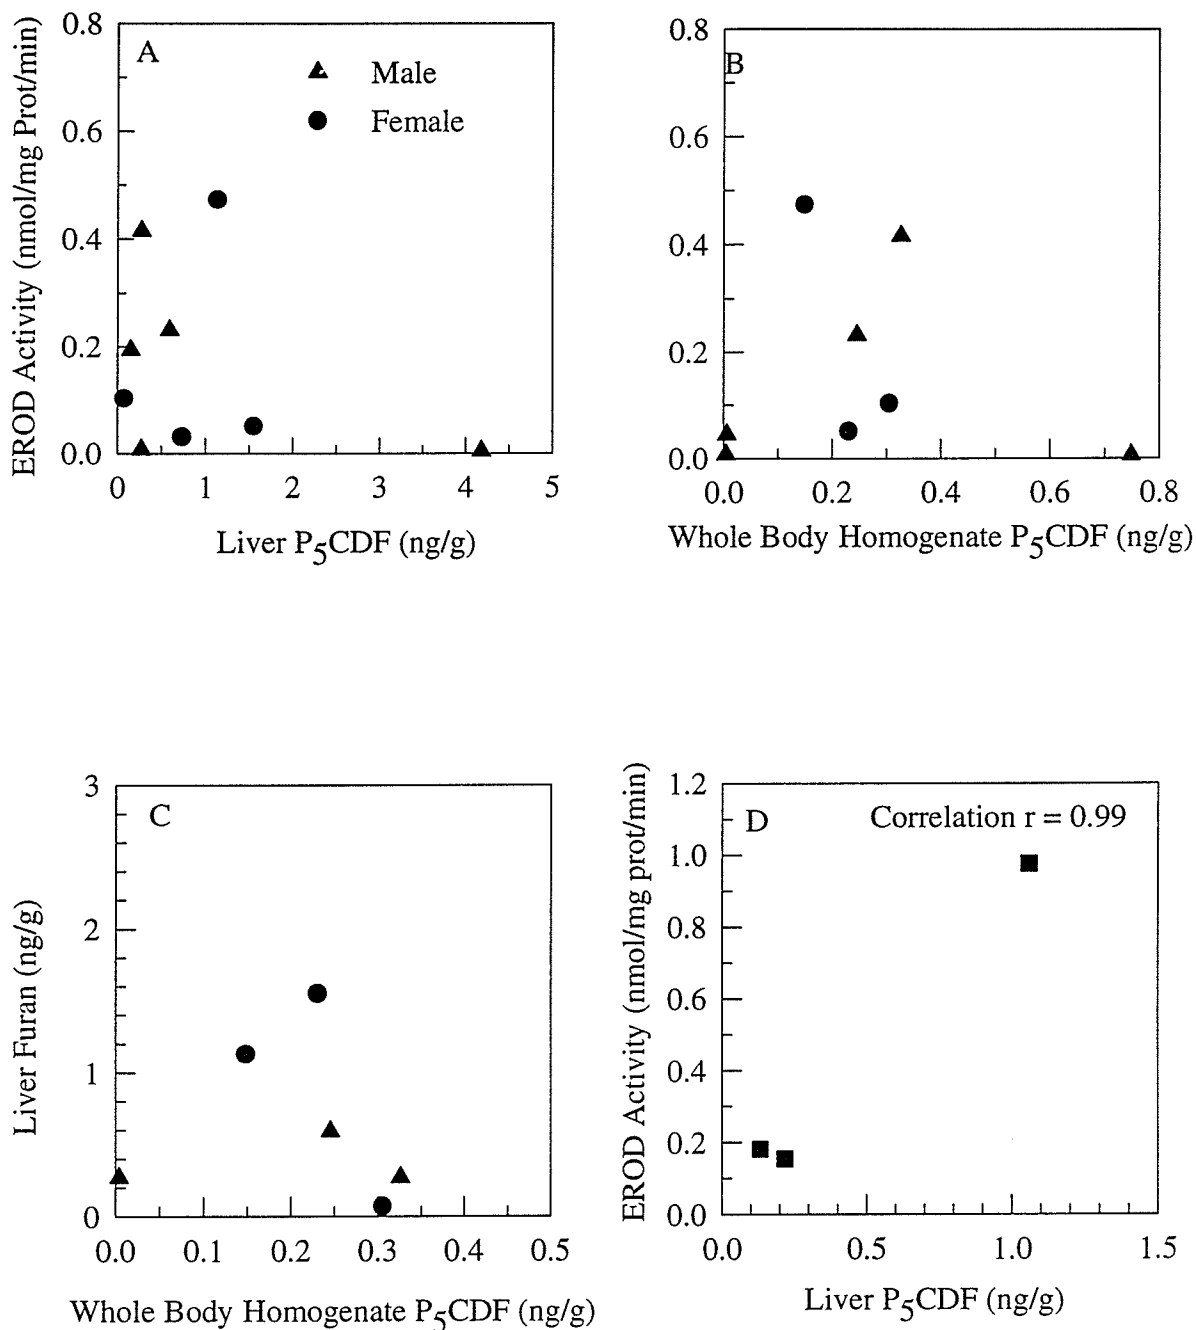 A
Male
Female
EROD Activity (nmol/mg Prot/min)
0.8
0.6
0.4
0.2
0.0
0 1 2 3 4 5
Liver P5CDF (ng/g)
B
0.8
0.6
0.4
0.2
0.0
0.0 0.2 0.4 0.6 0.8
Whole Body Homogenate P5CDF (ng/g)
C
Liver Furan (ng/g)
3
2
1
0
0.0 0.1 0.2 0.3 0.4 0.5
Whole Body Homogenate P5CDF (ng/g)
D Correlation r = 0.99
EROD Activity (nmol/mg prot/min)
1.2
1.0
0.8
0.6
0.4
0.2
0.0
0.0 0.5 1.0 1.5
Liver P5CDF (ng/g)